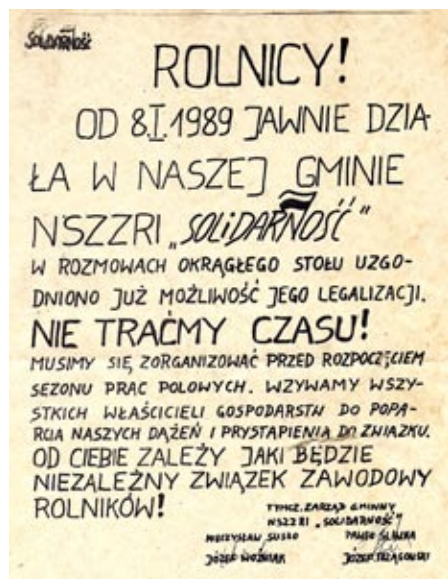 SOLIDARNOŚĆ
ROLNICY!
OD 8.I.1989 JAWNIE DZIA-
ŁA W NASZEJ GMINIE
NSZZRI „SOLIDARNOŚĆ"
W ROZMOWACH OKRĄGŁEGO STOŁU UZGO-
DNIONO JUŻ MOŻLIWOŚĆ JEGO LEGALIZACJI.
NIE TRAĆMY CZASU!
MUSIMY SIĘ ZORGANIZOWAĆ PRZED ROZPOCZĘCIEM
SEZONU PRAC POLOWYCH. WZYWAMY WSZY-
STKICH WŁAŚCICIELI GOSPODARSTW DO POPA-
RCIA NASZYCH DĄŻEŃ I PRYSTĄPIENIA DO ZWIĄZKU.
OD CIEBIE ZALEŻY JAKI BĘDZIE
NIEZALEŻNY ZWIĄZEK ZAWODOWY
ROLNIKÓW!
TYMCZ. ZARZĄD GMINNY
NSZZRI „SOLIDARNOŚĆ"
MIECZYSŁAW SUSŁO PAWEŁ ŚLIWKA
JÓZEF WOŹNIAK JÓZEF